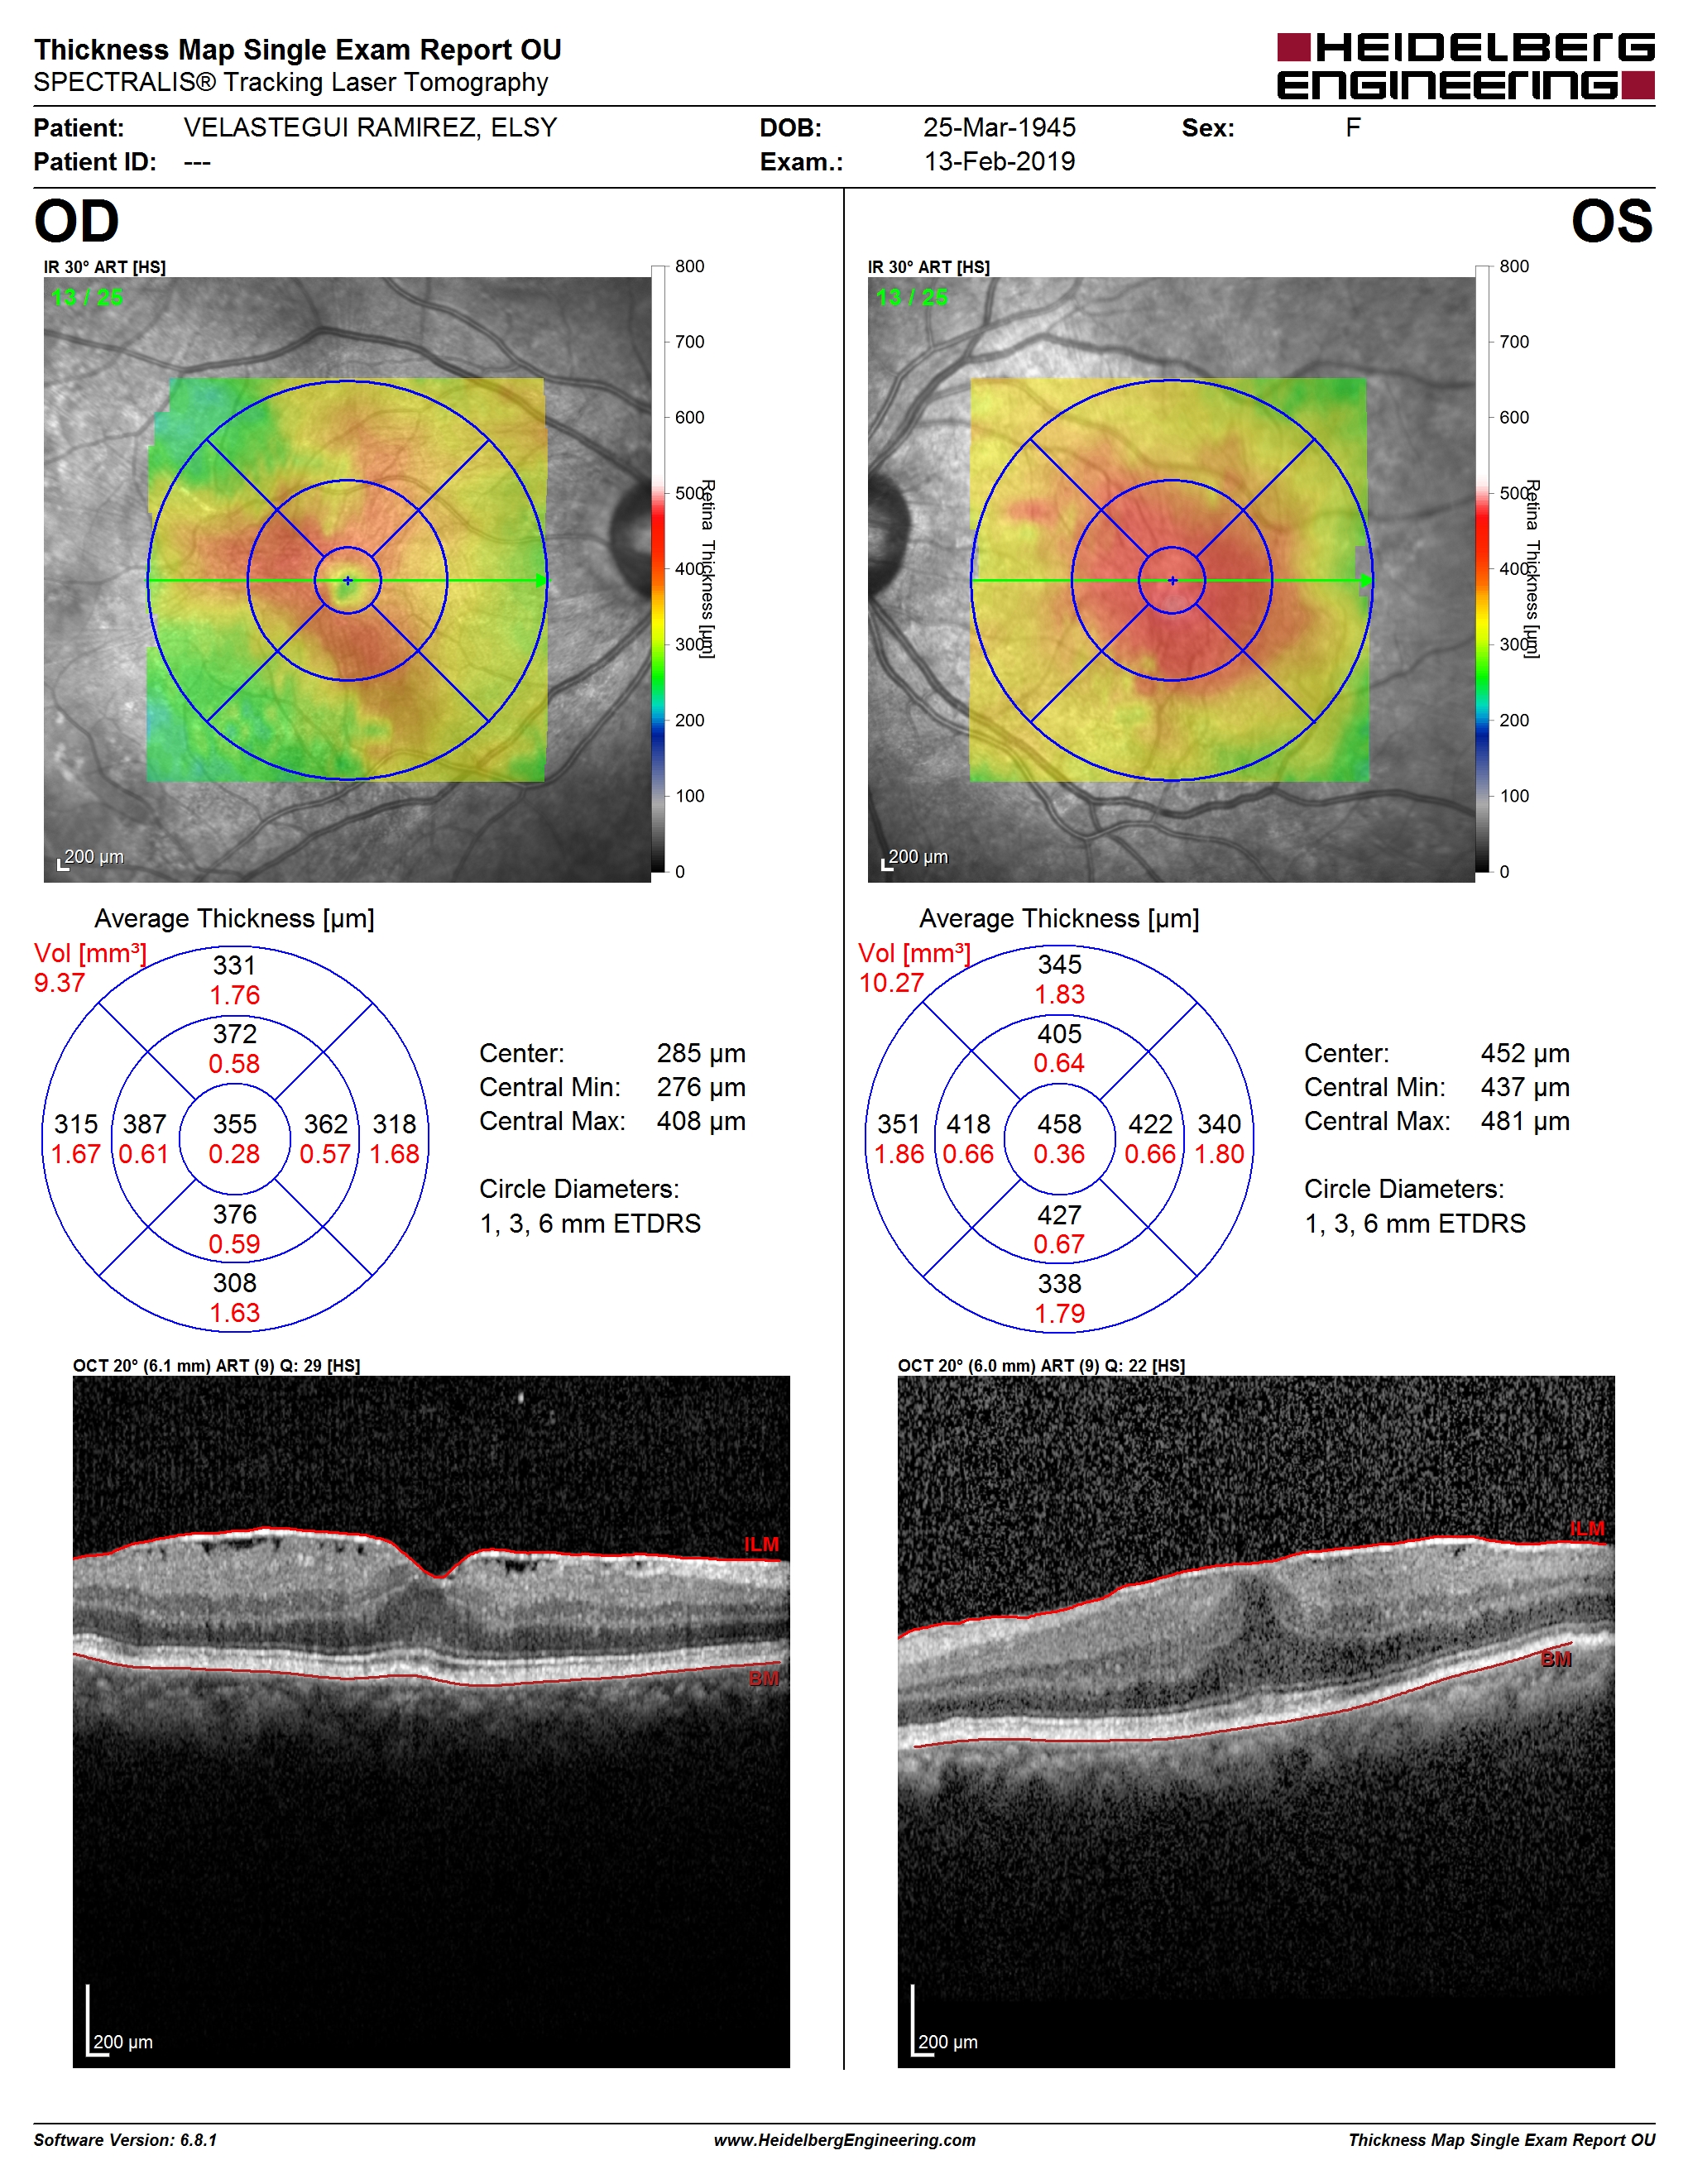 Thickness Map Single Exam Report OU
SPECTRALIS® Tracking Laser Tomography
HEIDELBERG
ENGINEERING
Patient: VELASTEGUI RAMIREZ, ELSY DOB: 25-Mar-1945 Sex: F
Patient ID: --- Exam.: 13-Feb-2019
OD
IR 30° ART [HS]
13 / 25
800
700
600
500
400
300
200
100
0
Retina Thickness [µm]
200 µm
Average Thickness [µm]
Vol [mm³]
9.37
331
1.76
372
0.58
315 387 355 362 318
1.67 0.61 0.28 0.57 1.68
376
0.59
308
1.63
Center: 285 µm
Central Min: 276 µm
Central Max: 408 µm
Circle Diameters:
1, 3, 6 mm ETDRS
OCT 20° (6.1 mm) ART (9) Q: 29 [HS]
ILM
BM
200 µm
OS
IR 30° ART [HS]
13 / 25
800
700
600
500
400
300
200
100
0
Retina Thickness [µm]
200 µm
Average Thickness [µm]
Vol [mm³]
10.27
345
1.83
405
0.64
351 418 458 422 340
1.86 0.66 0.36 0.66 1.80
427
0.67
338
1.79
Center: 452 µm
Central Min: 437 µm
Central Max: 481 µm
Circle Diameters:
1, 3, 6 mm ETDRS
OCT 20° (6.0 mm) ART (9) Q: 22 [HS]
ILM
BM
200 µm
Software Version: 6.8.1 www.HeidelbergEngineering.com Thickness Map Single Exam Report OU